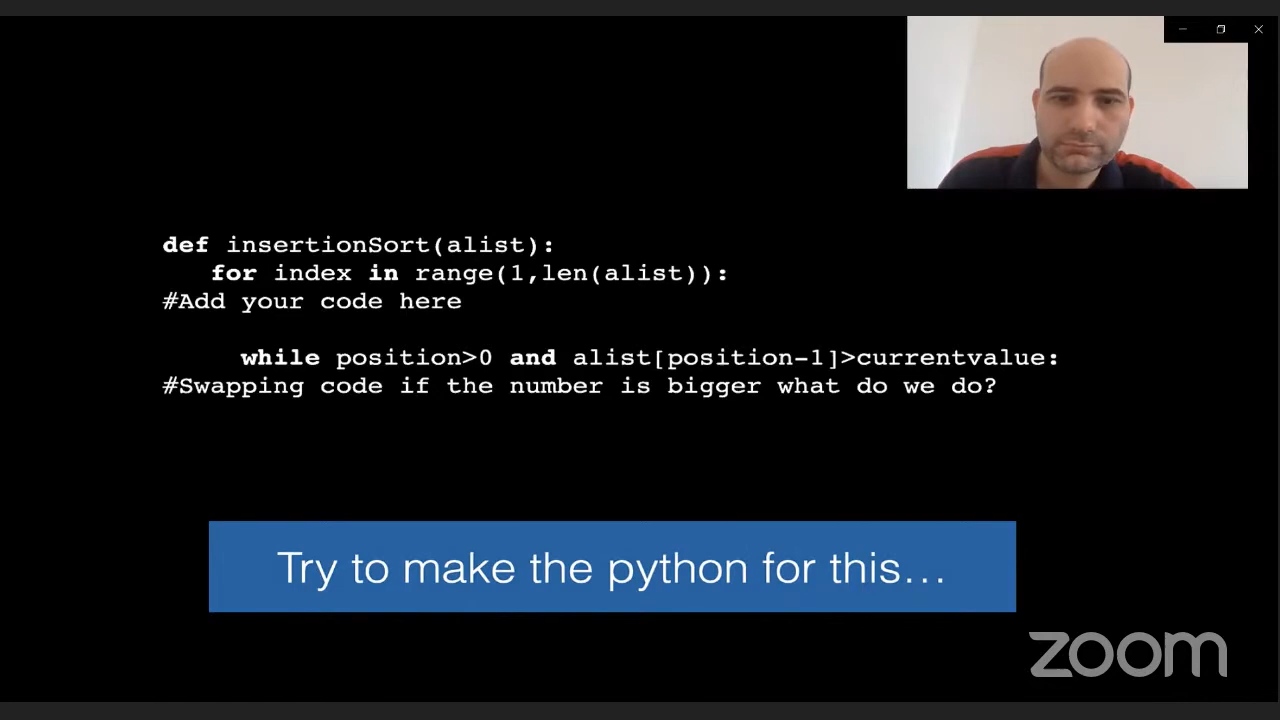 def insertionSort(alist):
for index in range(1,len(alist)):
#Add your code here
while position>0 and alist[position-1]>currentvalue:
#Swapping code if the number is bigger what do we do?
Try to make the python for this…
zoom